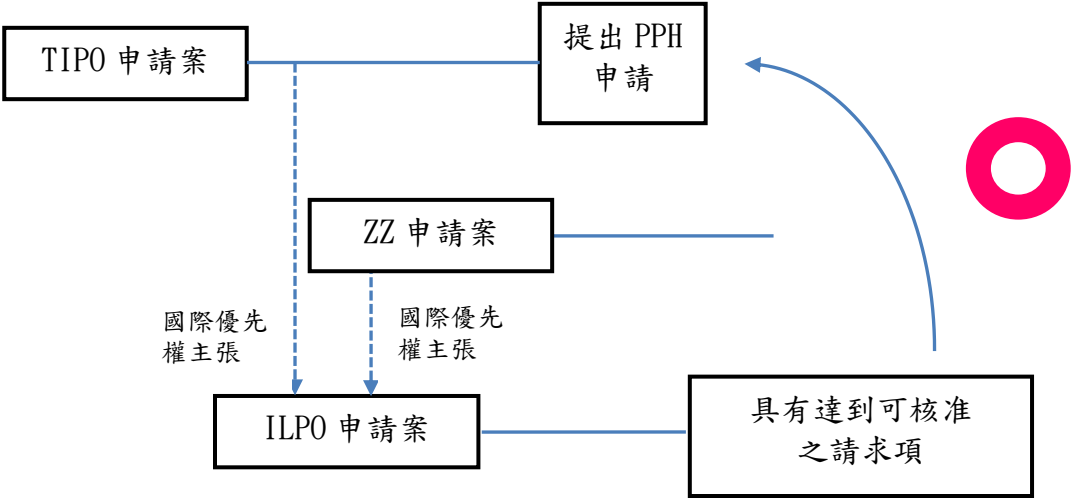 TIPO 申請案
提出 PPH
申請
ZZ 申請案
國際優先
權主張
國際優先
權主張
ILPO 申請案
具有達到可核准
之請求項